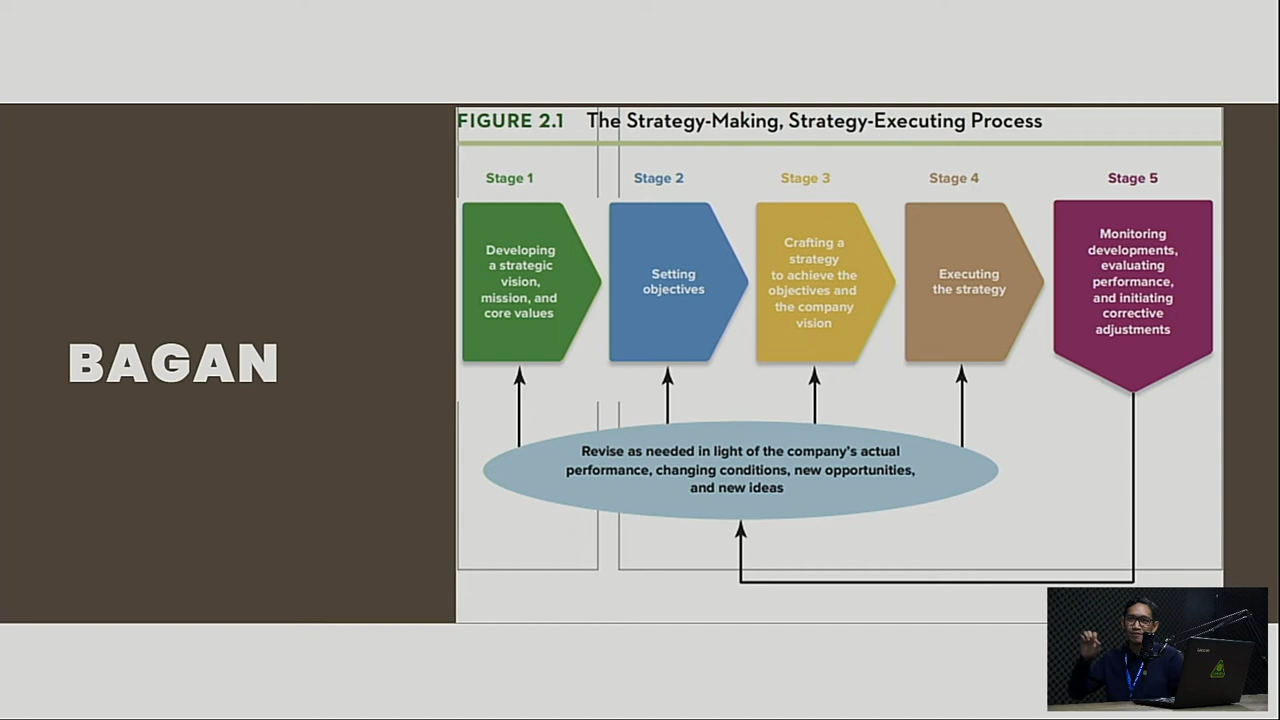 BAGAN
FIGURE 2.1 The Strategy-Making, Strategy-Executing Process
Stage 1
Stage 2
Stage 3
Stage 4
Stage 5
Developing
a strategic
vision,
mission, and
core values
Setting
objectives
Crafting a
strategy
to achieve the
objectives and
the company
vision
Executing
the strategy
Monitoring
developments,
evaluating
performance,
and initiating
corrective
adjustments
Revise as needed in light of the company's actual
performance, changing conditions, new opportunities,
and new ideas